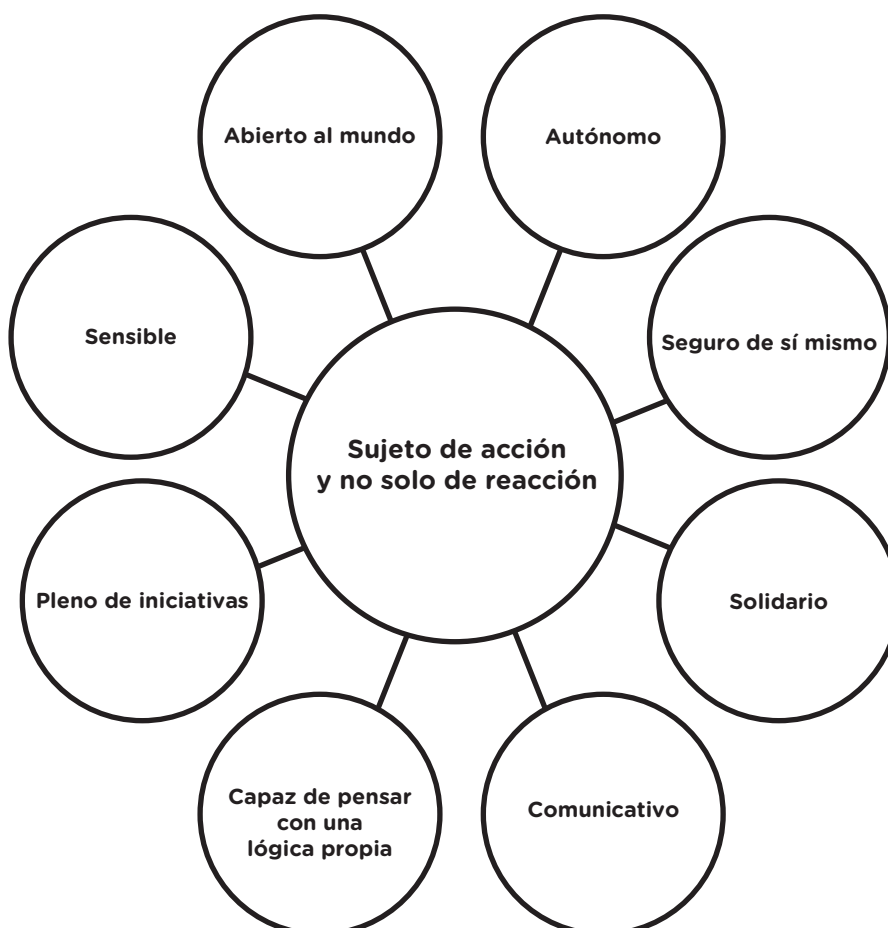 Abierto al mundo
Autónomo
Sensible
Seguro de sí mismo
Sujeto de acción
y no solo de reacción
Pleno de iniciativas
Solidario
Capaz de pensar
con una
lógica propia
Comunicativo